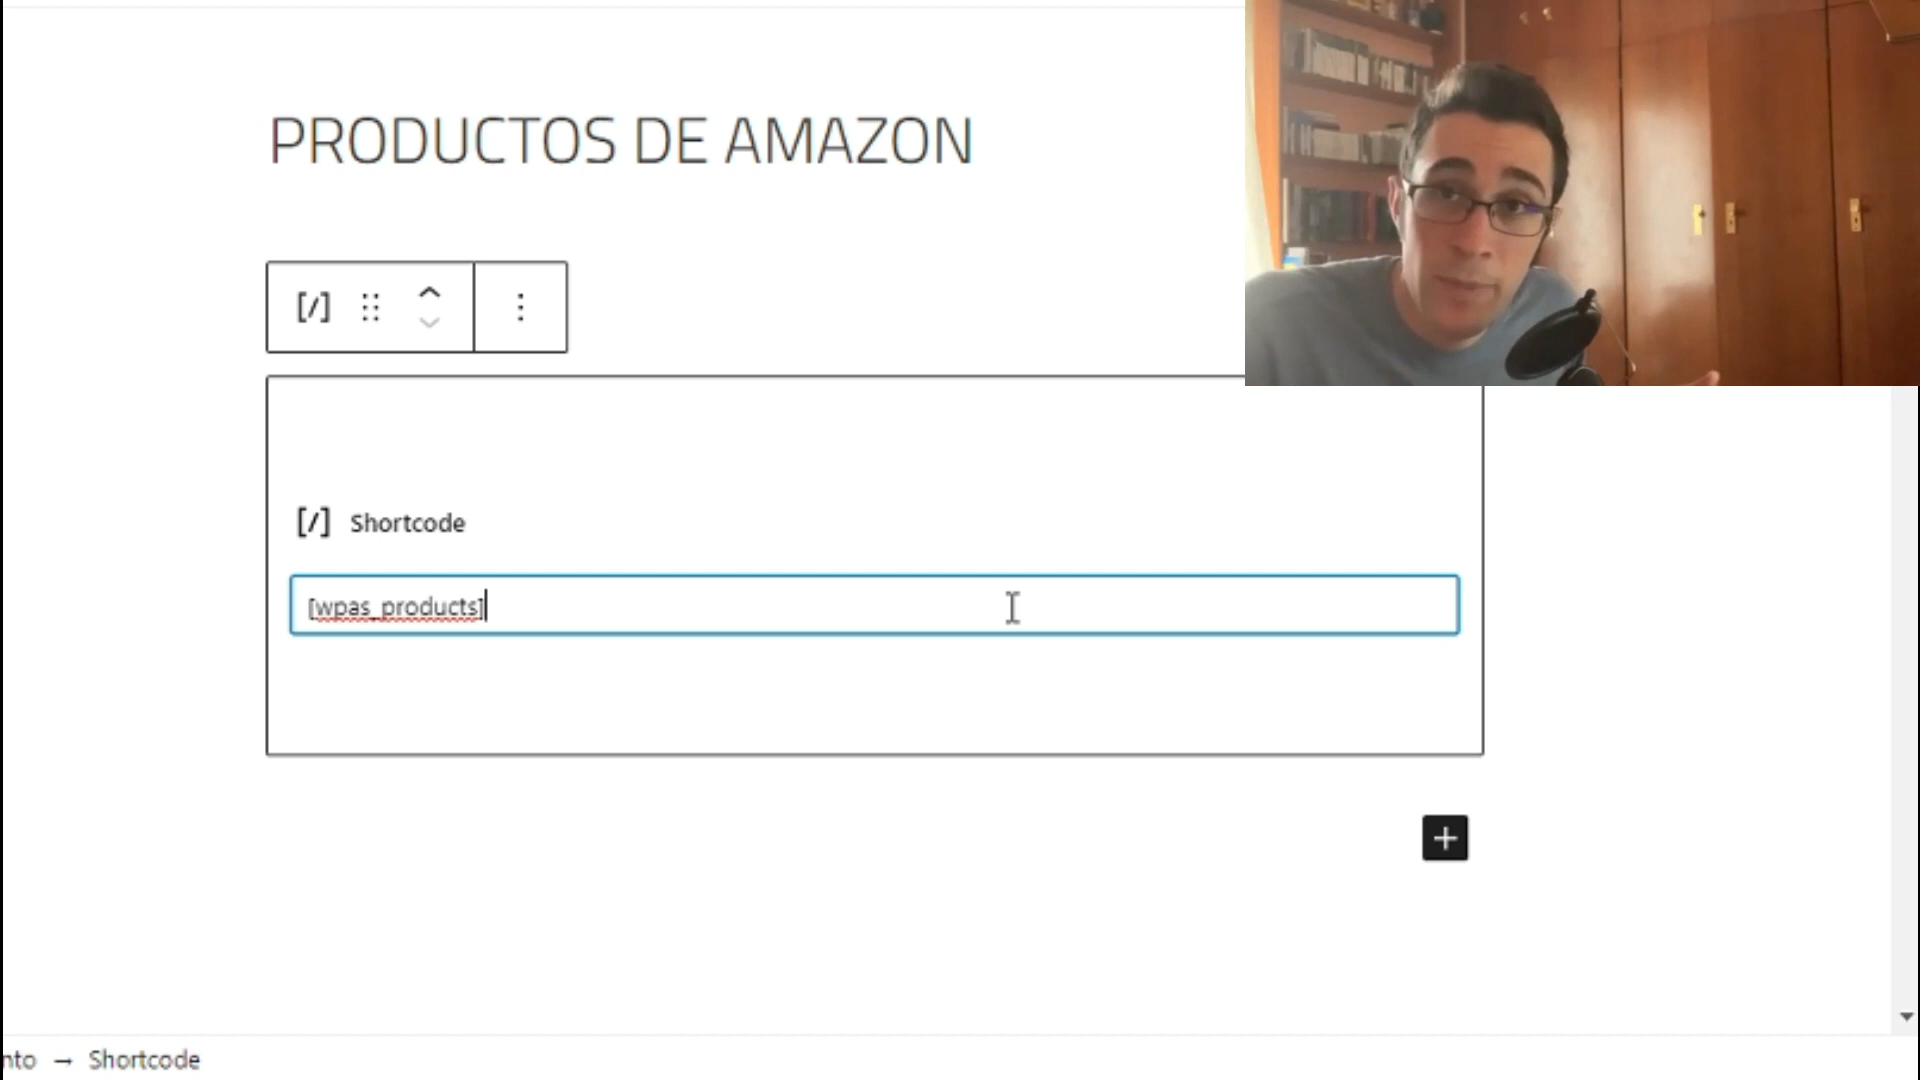 PRODUCTOS DE AMAZON
[/]
[/] Shortcode
[wpas_products]
nto → Shortcode